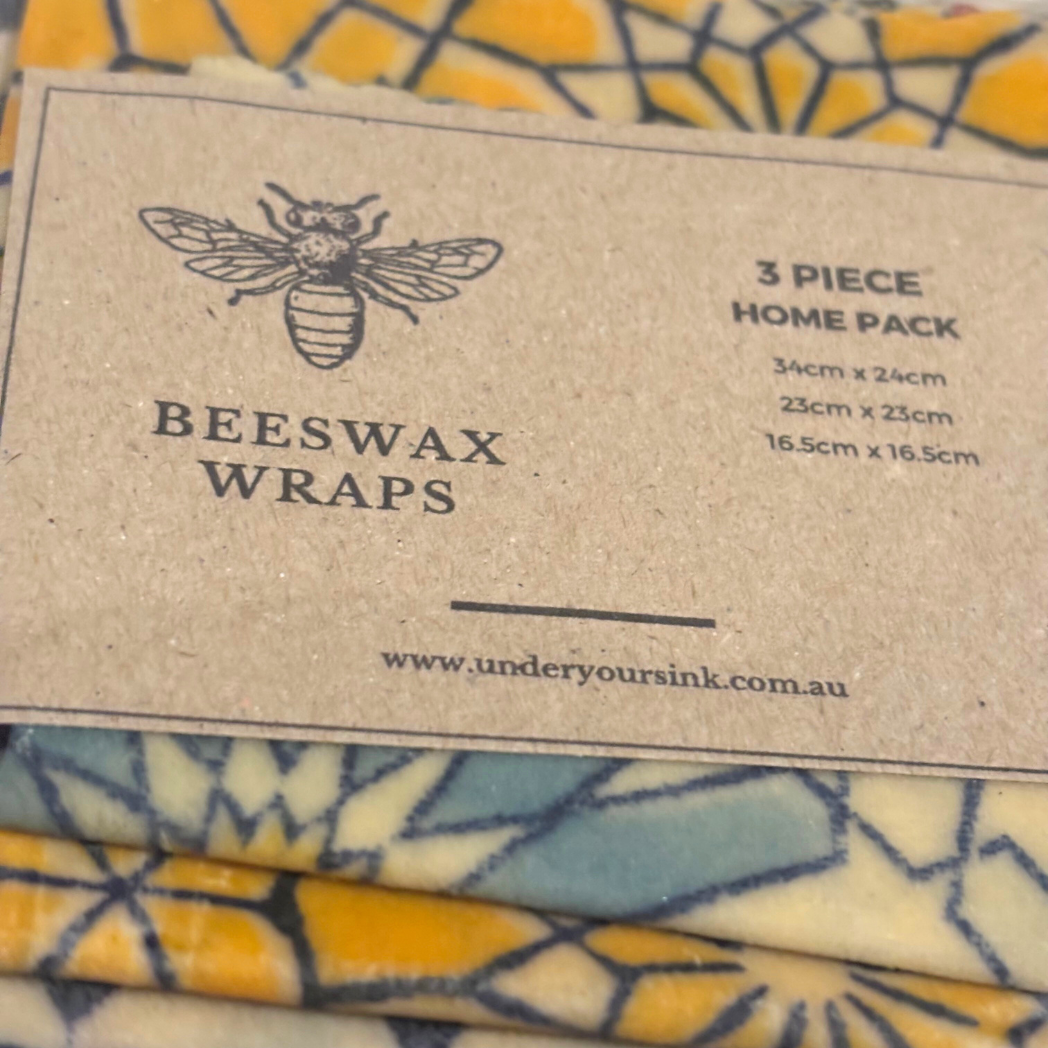 BEESWAX
WRAPS
3 PIECE
HOME PACK
34cm x 24cm
23cm x 23cm
16.5cm x 16.5cm
www.underyoursink.com.au